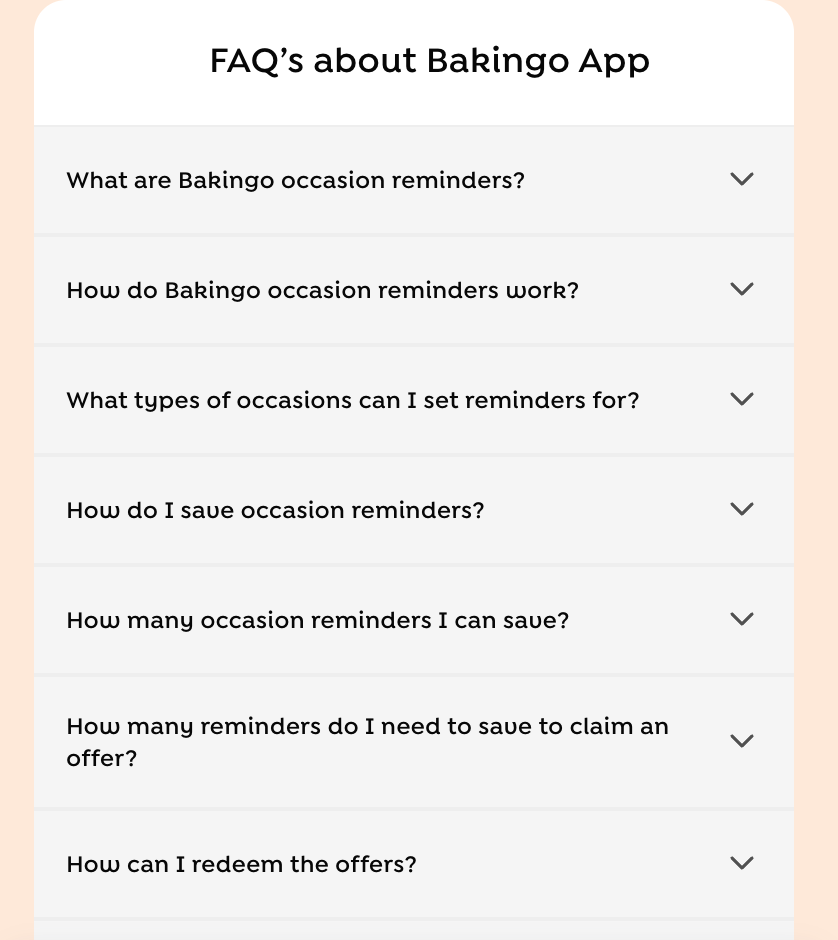 FAQ’s about Bakingo App
What are Bakingo occasion reminders?
How do Bakingo occasion reminders work?
What types of occasions can I set reminders for?
How do I save occasion reminders?
How many occasion reminders I can save?
How many reminders do I need to save to claim an
offer?
How can I redeem the offers?